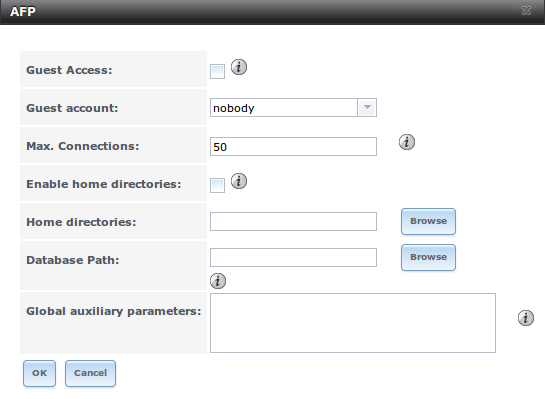 AFP
Guest Access:
Guest account: nobody
Max. Connections: 50
Enable home directories:
Home directories: Browse
Database Path: Browse
Global auxiliary parameters:
OK Cancel